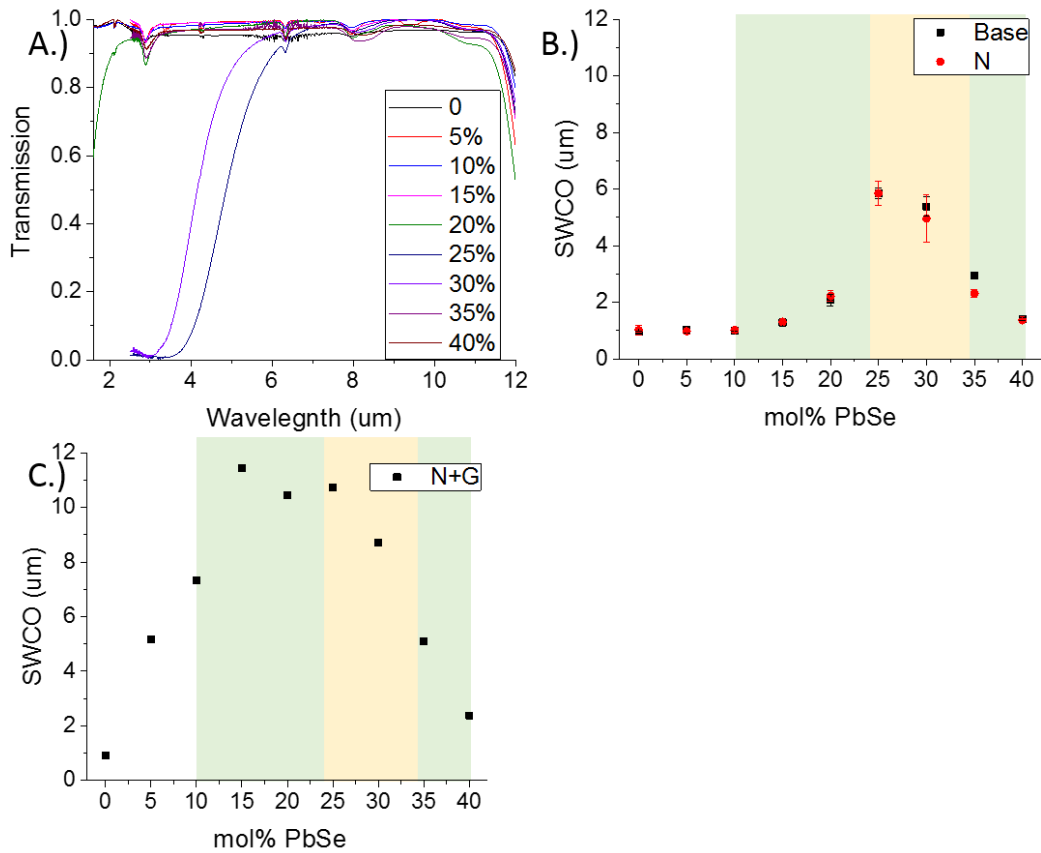 A.)
1.0
0.8
0.6
0.4
0.2
0.0
Transmission
0
5%
10%
15%
20%
25%
30%
35%
40%
2 4 6 8 10 12
Wavelegnth (um)
B.)
12
10
8
6
4
2
0
SWCO (um)
Base
N
0 5 10 15 20 25 30 35 40
mol% PbSe
C.)
12
10
8
6
4
2
0
SWCO (um)
N+G
0 5 10 15 20 25 30 35 40
mol% PbSe